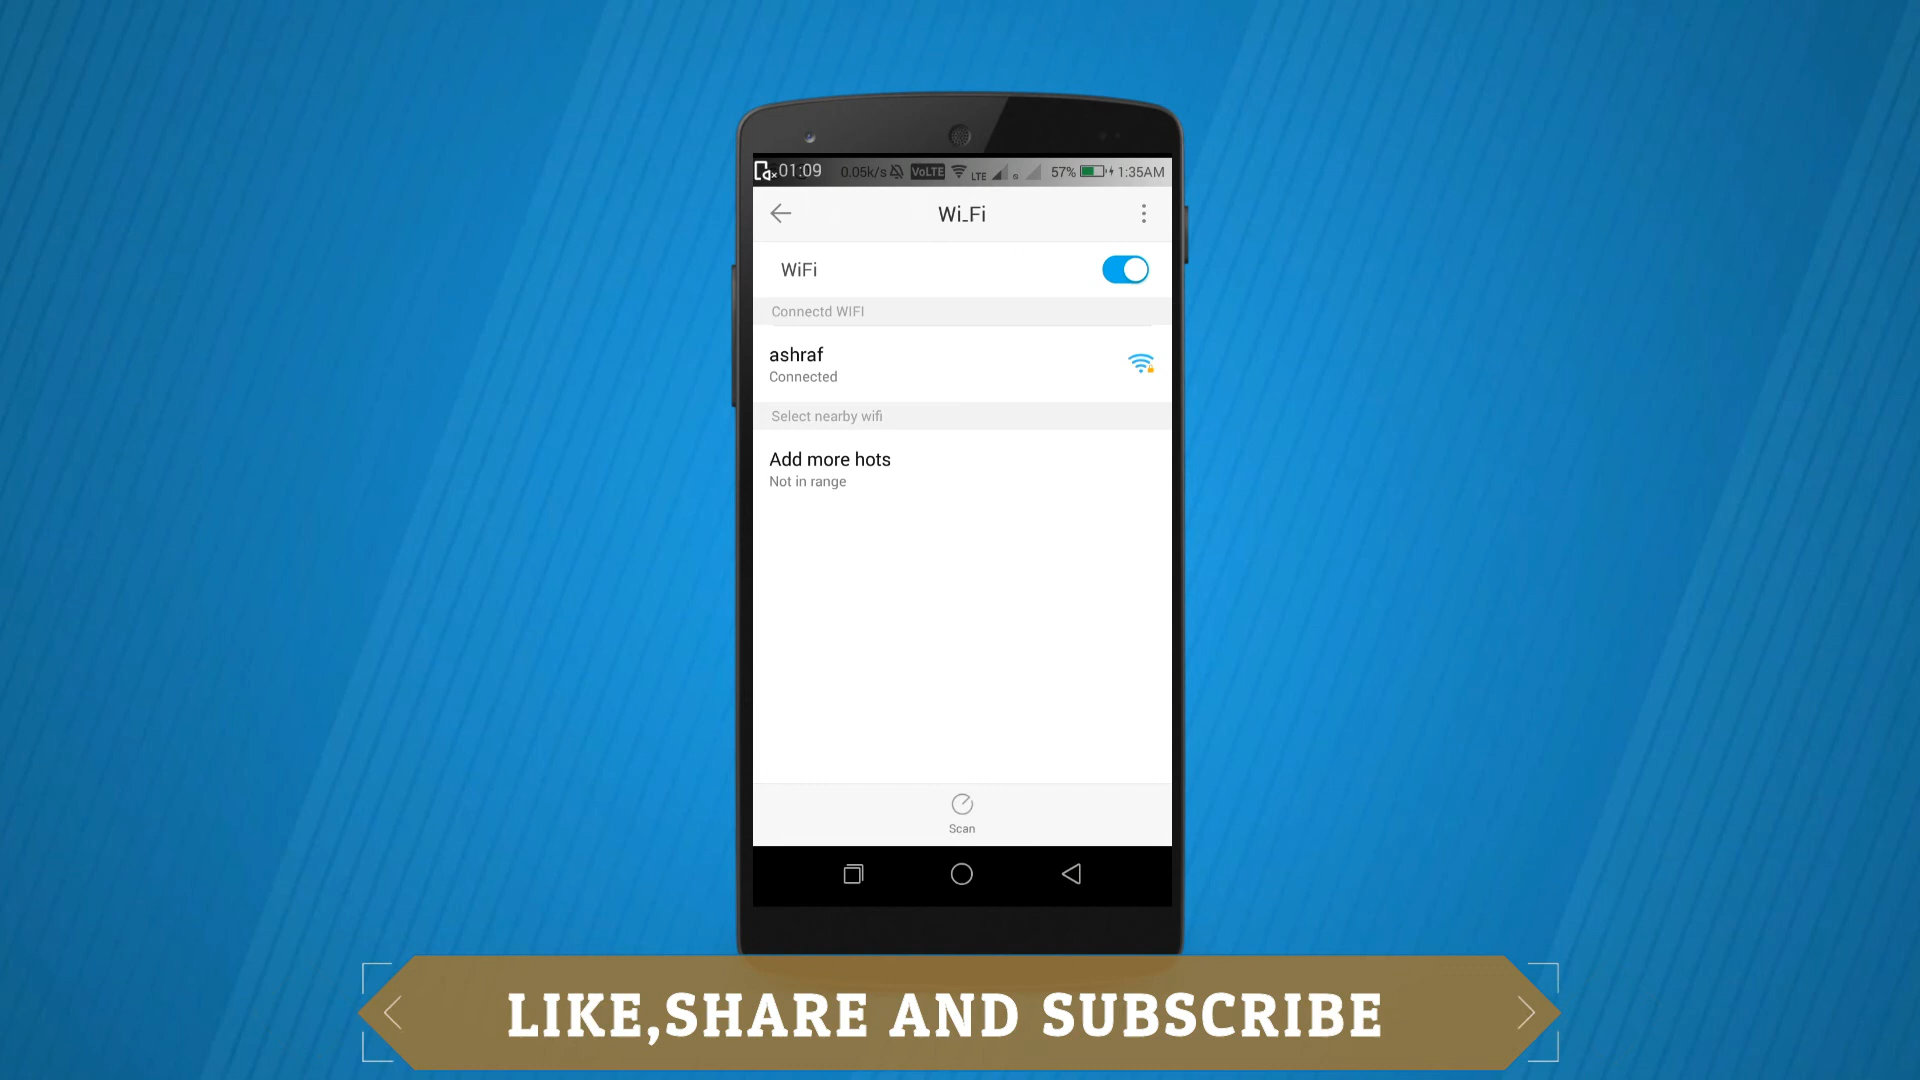 01:09 0.05k/s VoLTE LTE 57% 1:35AM
Wi_Fi
WiFi
Connectd WIFI
ashraf
Connected
Select nearby wifi
Add more hots
Not in range
Scan
LIKE,SHARE AND SUBSCRIBE